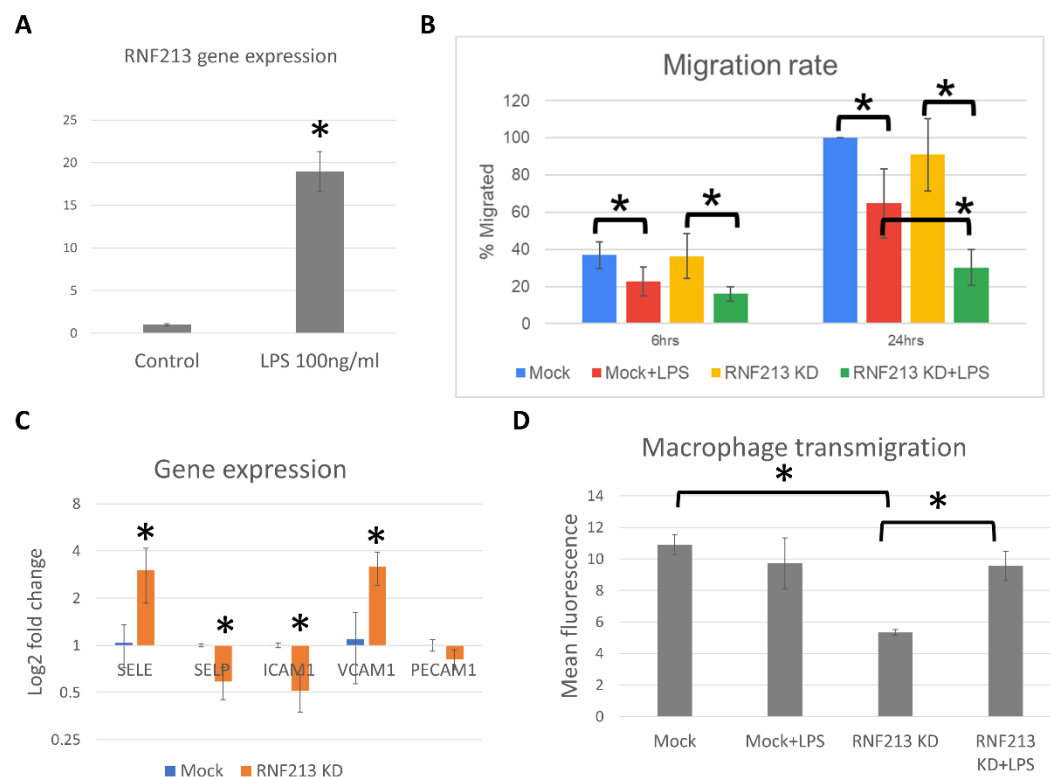 A
RNF213 gene expression
25
20
15
10
5
0
*
Control
LPS 100ng/ml
B
Migration rate
% Migrated
120
100
80
60
40
20
0
* * * * *
6hrs
24hrs
Mock Mock+LPS RNF213 KD RNF213 KD+LPS
C
Gene expression
Log2 fold change
8
4
2
1
0.5
0.25
* * * *
SELE SELP ICAM1 VCAM1 PECAM1
Mock RNF213 KD
D
Macrophage transmigration
Mean fluorescence
14
12
10
8
6
4
2
0
* *
Mock Mock+LPS RNF213 KD RNF213
KD+LPS